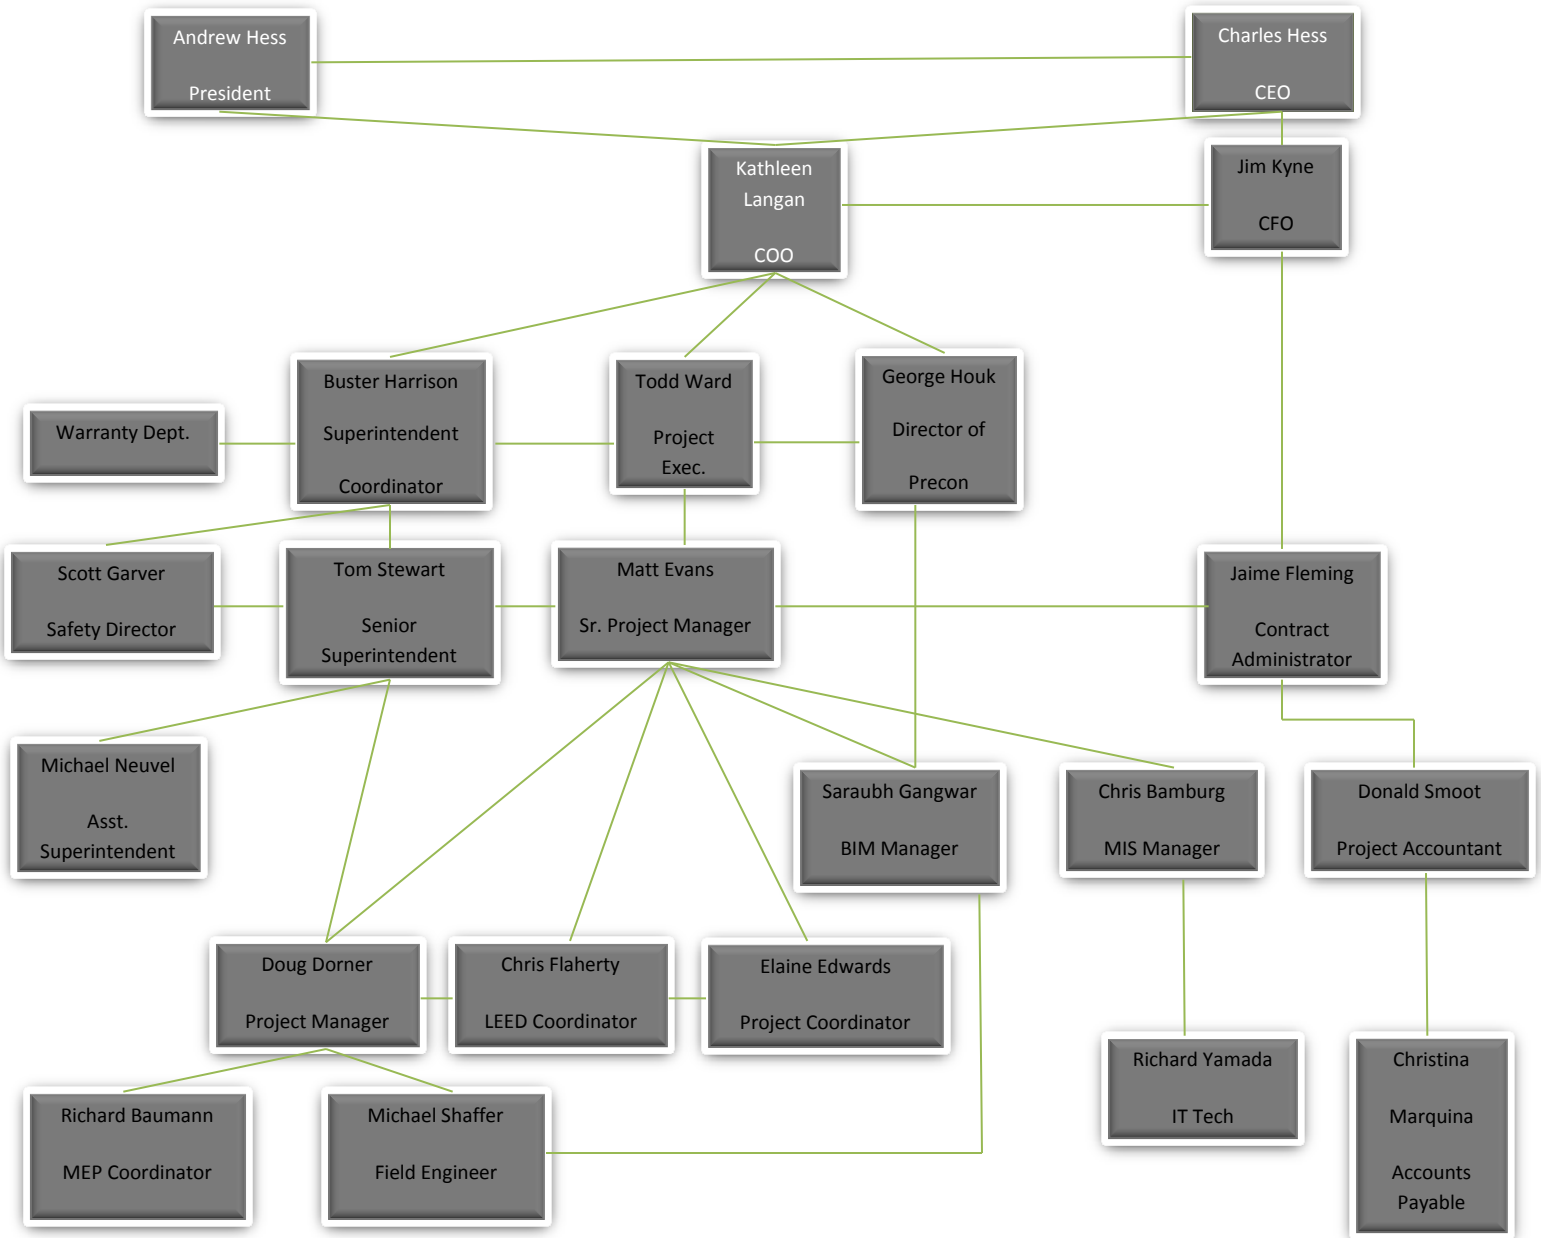 Andrew Hess
President
Charles Hess
CEO
Kathleen
Langan
COO
Jim Kyne
CFO
Warranty Dept.
Buster Harrison
Superintendent
Coordinator
Todd Ward
Project
Exec.
George Houk
Director of
Precon
Scott Garver
Safety Director
Tom Stewart
Senior
Superintendent
Matt Evans
Sr. Project Manager
Jaime Fleming
Contract
Administrator
Michael Neuvel
Asst.
Superintendent
Saraubh Gangwar
BIM Manager
Chris Bamburg
MIS Manager
Donald Smoot
Project Accountant
Doug Dorner
Project Manager
Chris Flaherty
LEED Coordinator
Elaine Edwards
Project Coordinator
Richard Baumann
MEP Coordinator
Michael Shaffer
Field Engineer
Richard Yamada
IT Tech
Christina
Marquina
Accounts
Payable